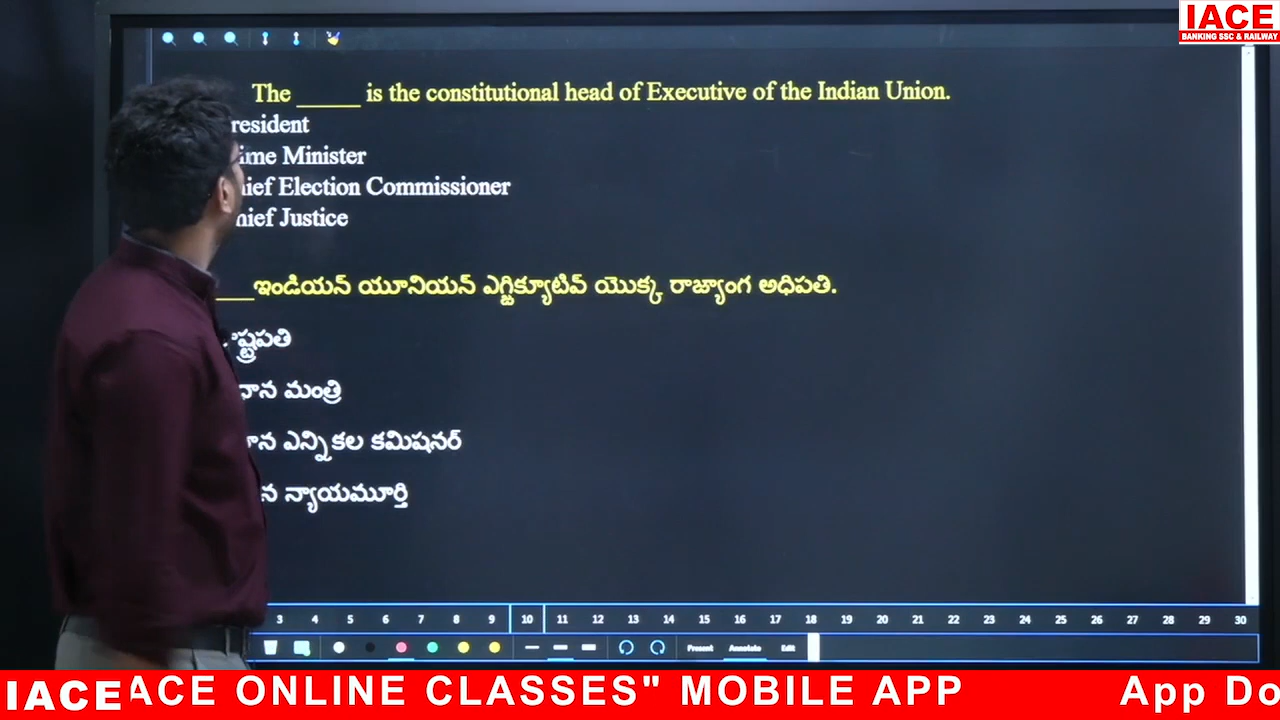 IACE
BANKING SSC & RAILWAY
The _____ is the constitutional head of Executive of the Indian Union.
resident
ime Minister
hief Election Commissioner
hief Justice
___ఇండియన్ యూనియన్ ఎగ్జిక్యూటివ్ యొక్క రాజ్యాంగ అధిపతి.
ష్ట్రపతి
ధాన మంత్రి
ాన ఎన్నికల కమిషనర్
న న్యాయమూర్తి
3 4 5 6 7 8 9 10 11 12 13 14 15 16 17 18 19 20 21 22 23 24 25 26 27 28 29 30
Present Annotate Edit
IACE ACE ONLINE CLASSES" MOBILE APP App Do